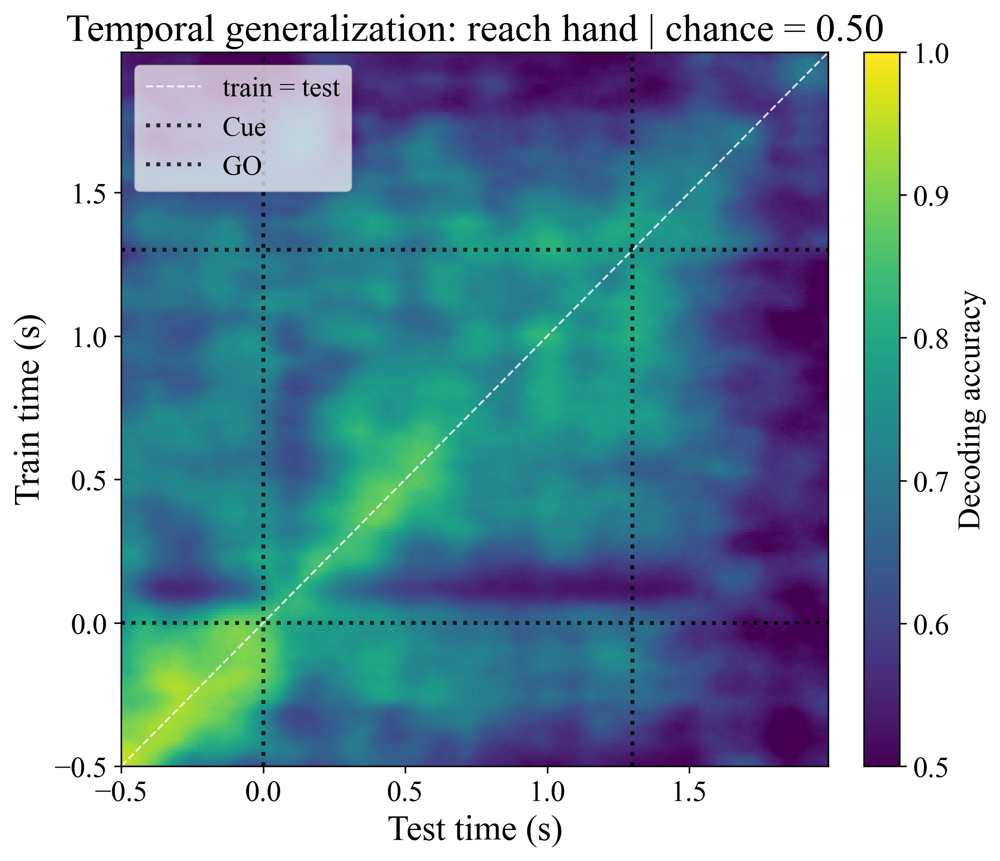 Temporal generalization: reach hand | chance = 0.50
train = test
Cue
GO
Train time (s)
1.5
1.0
0.5
0.0
−0.5
−0.5
0.0
0.5
1.0
1.5
Test time (s)
1.0
0.9
0.8
0.7
0.6
0.5
Decoding accuracy